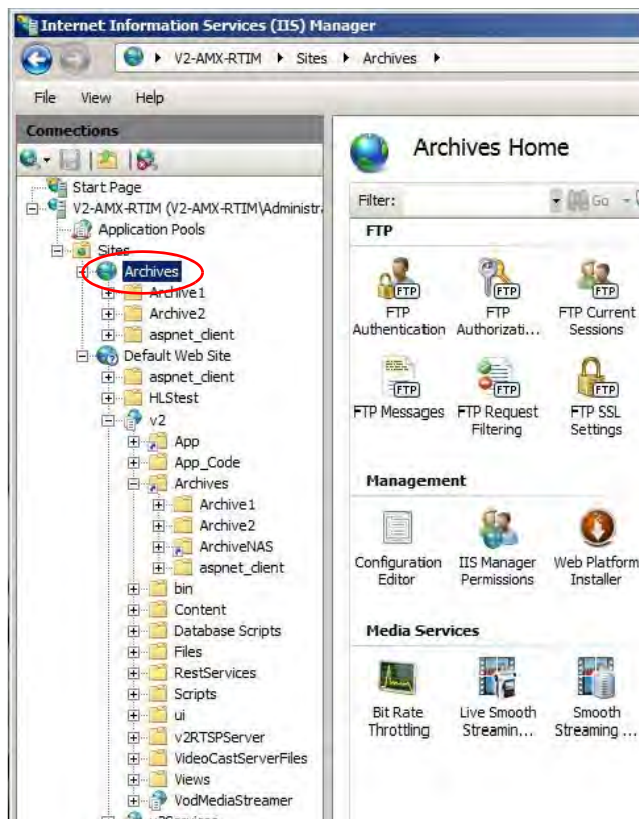 Internet Information Services (IIS) Manager
V2-AMX-RTIM Sites Archives
File View Help
Connections
Start Page
V2-AMX-RTIM (V2-AMX-RTIM\Administr
Application Pools
Sites
Archives
Archive1
Archive2
aspnet_client
Default Web Site
aspnet_client
HLStest
v2
App
App_Code
Archives
Archive1
Archive2
ArchiveNAS
aspnet_client
bin
Content
Database Scripts
Files
RestServices
Scripts
ui
v2RTSPServer
VideoCastServerFiles
Views
VodMediaStreamer
Archives Home
Filter: Go
FTP
FTP FTP FTP
FTP FTP FTP Current
Authentication Authorizati... Sessions
FTP FTP FTP
FTP Messages FTP Request FTP SSL
Filtering Settings
Management
Configuration IIS Manager Web Platform
Editor Permissions Installer
Media Services
Bit Rate Live Smooth Smooth
Throttling Streamin... Streaming ...